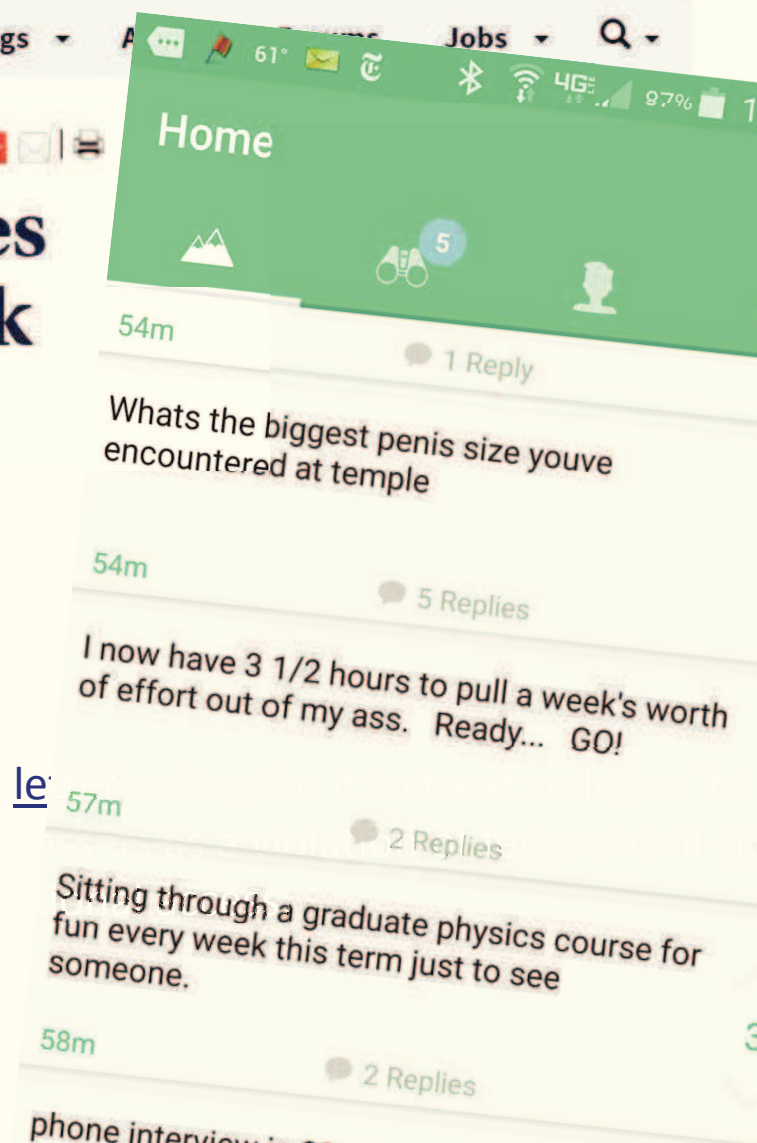 Jobs
61°
4G LTE
87%
Home
5
54m
1 Reply
Whats the biggest penis size youve
encountered at temple
54m
5 Replies
I now have 3 1/2 hours to pull a week's worth
of effort out of my ass. Ready... GO!
57m
2 Replies
Sitting through a graduate physics course for
fun every week this term just to see
someone.
58m
2 Replies
phone interview